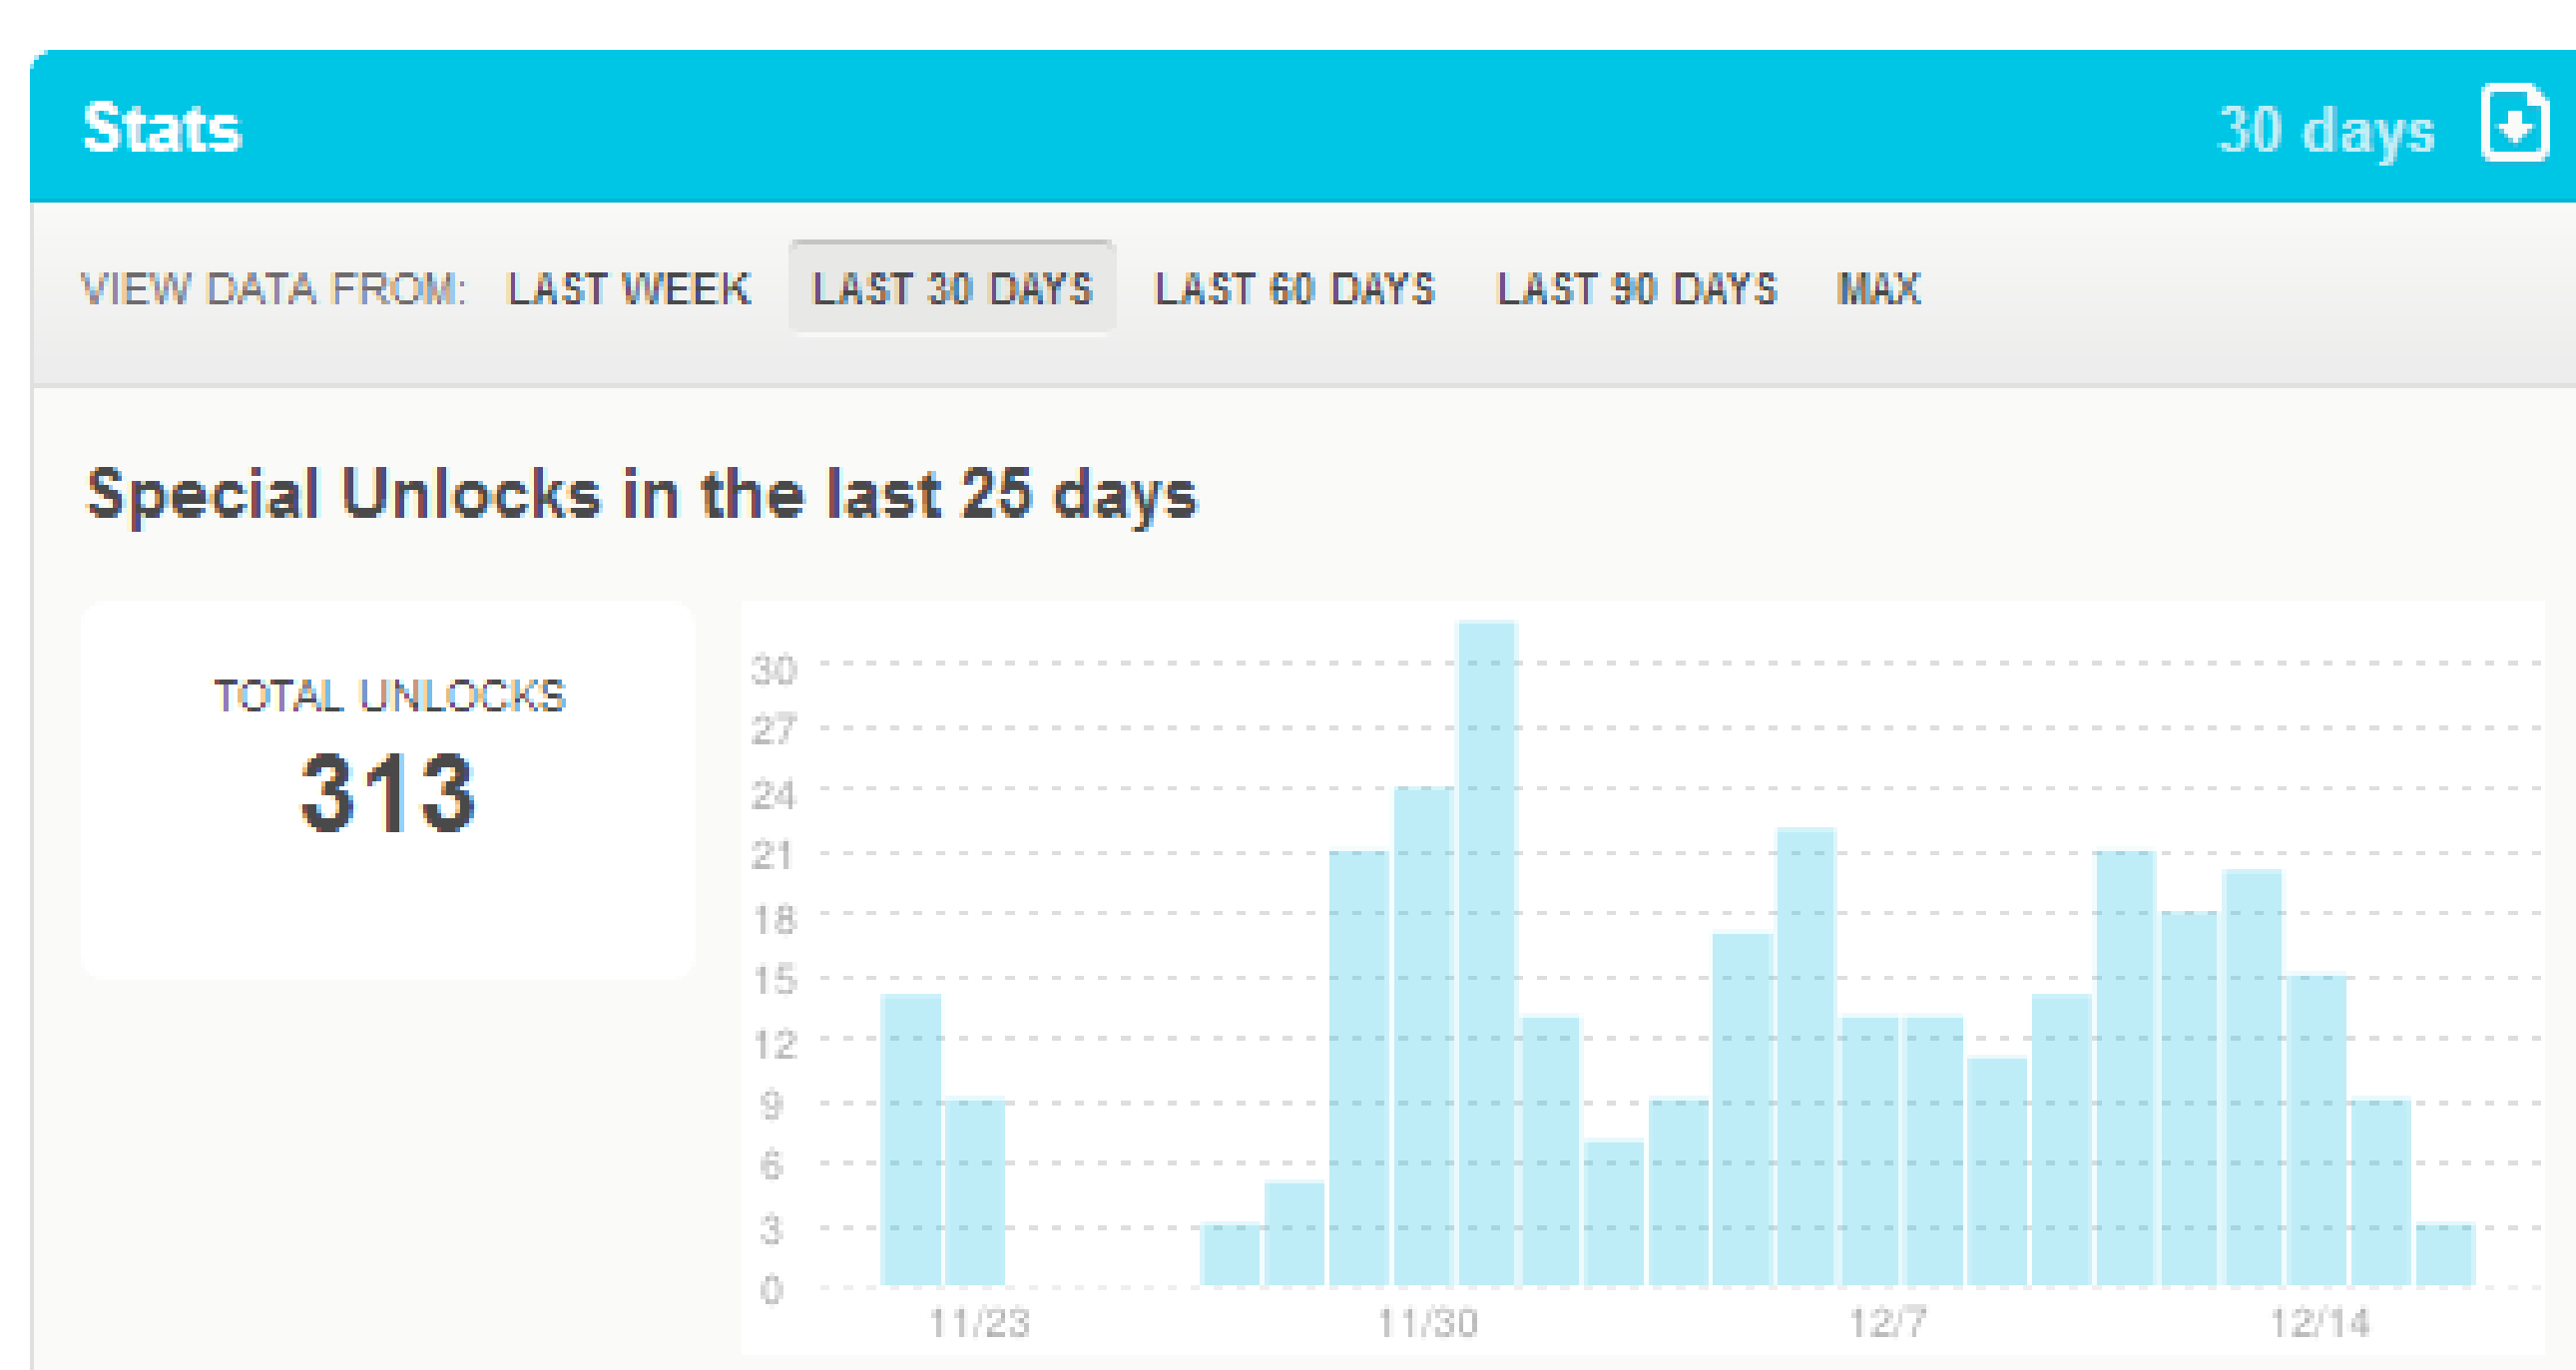 Stats
30 days
VIEW DATA FROM: LAST WEEK LAST 30 DAYS LAST 60 DAYS LAST 90 DAYS MAX
Special Unlocks in the last 25 days
TOTAL UNLOCKS
313
30
27
24
21
18
15
12
9
6
3
0
11/23 11/30 12/7 12/14